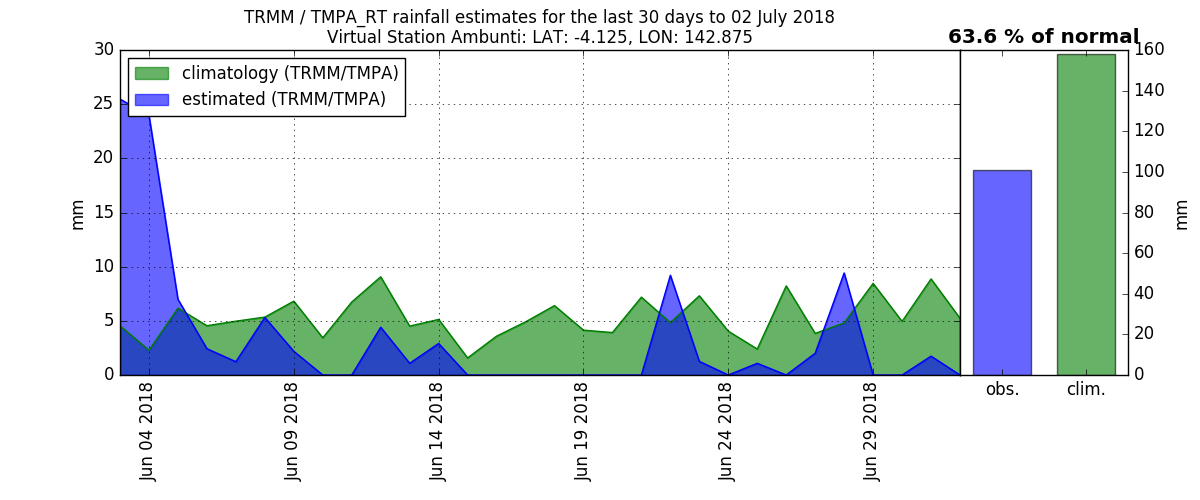 TRMM / TMPA_RT rainfall estimates for the last 30 days to 02 July 2018
Virtual Station Ambunti: LAT: -4.125, LON: 142.875
63.6 % of normal
climatology (TRMM/TMPA)
estimated (TRMM/TMPA)
30
25
20
15
10
5
0
mm
Jun 04 2018
Jun 09 2018
Jun 14 2018
Jun 19 2018
Jun 24 2018
Jun 29 2018
obs.
clim.
160
140
120
100
80
60
40
20
0
mm